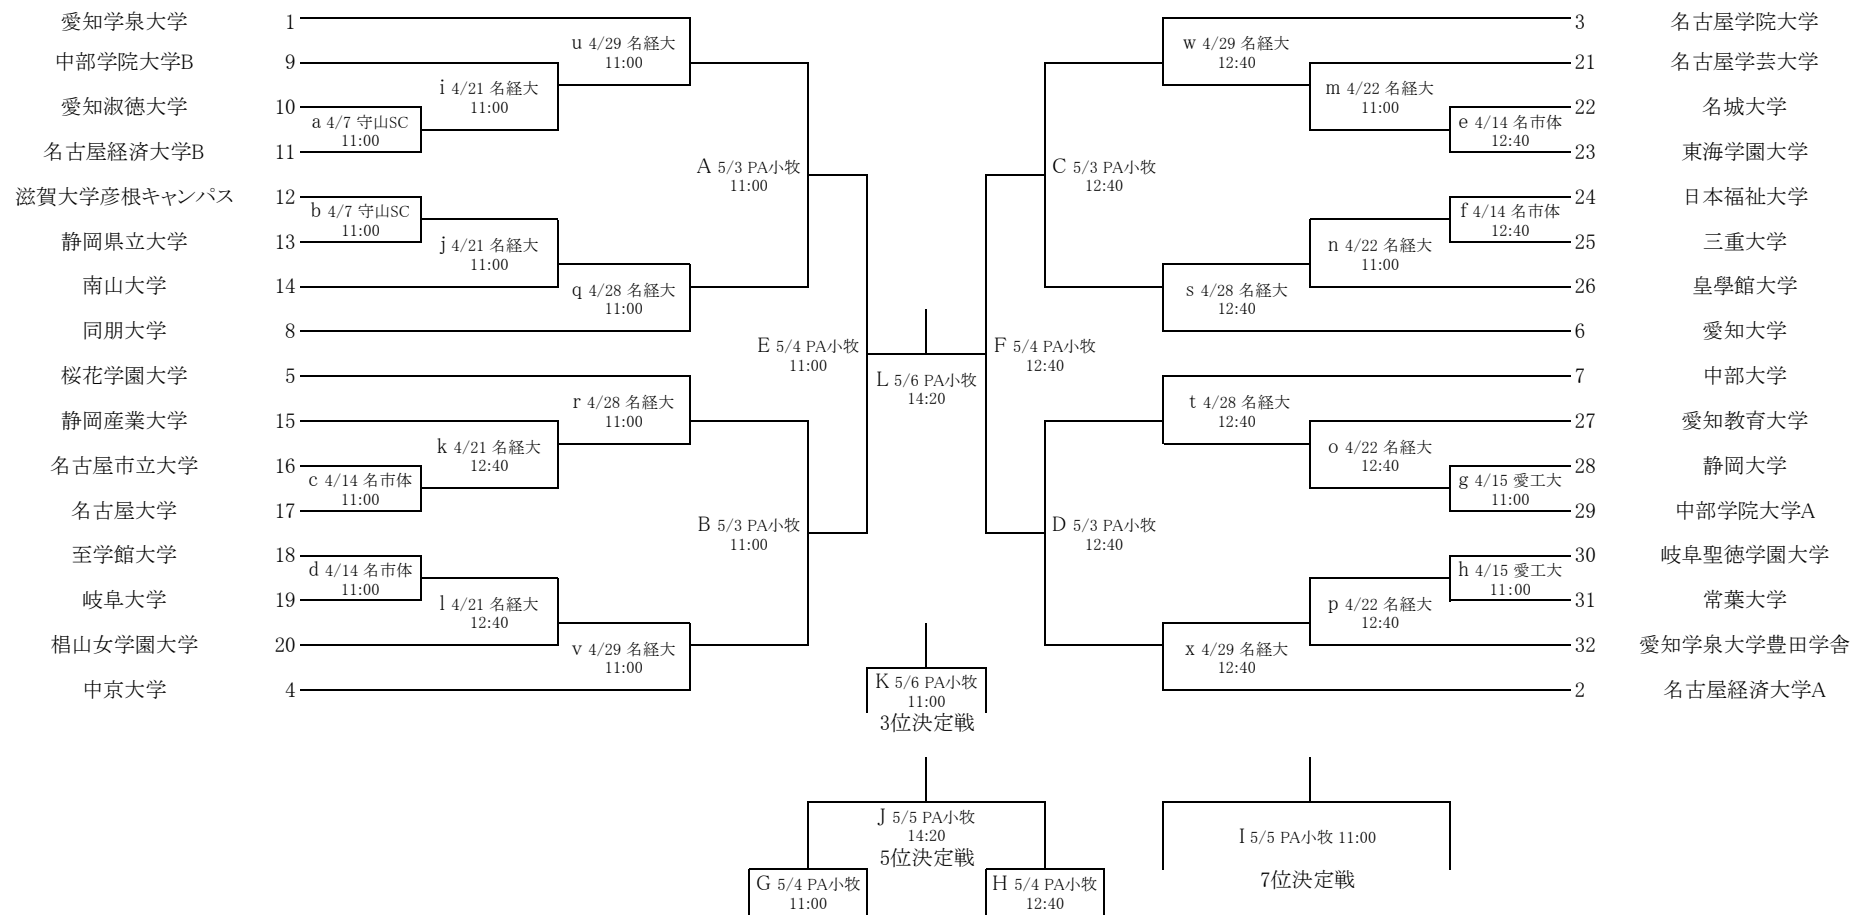 愛知学泉大学 1
u 4/29 名経大
11:00
中部学院大学B 9
i 4/21 名経大
11:00
愛知淑徳大学 10
a 4/7 守山SC
11:00
名古屋経済大学B 11
A 5/3 PA小牧
11:00
滋賀大学彦根キャンパス 12
b 4/7 守山SC
11:00
静岡県立大学 13
j 4/21 名経大
11:00
南山大学 14
q 4/28 名経大
11:00
同朋大学 8
E 5/4 PA小牧
11:00
桜花学園大学 5
r 4/28 名経大
11:00
静岡産業大学 15
k 4/21 名経大
12:40
名古屋市立大学 16
c 4/14 名市体
11:00
名古屋大学 17
B 5/3 PA小牧
11:00
至学館大学 18
d 4/14 名市体
11:00
岐阜大学 19
l 4/21 名経大
12:40
椙山女学園大学 20
v 4/29 名経大
11:00
中京大学 4
L 5/6 PA小牧
14:20
3 名古屋学院大学
w 4/29 名経大
12:40
21 名古屋学芸大学
m 4/22 名経大
11:00
22 名城大学
e 4/14 名市体
12:40
23 東海学園大学
C 5/3 PA小牧
12:40
24 日本福祉大学
f 4/14 名市体
12:40
25 三重大学
n 4/22 名経大
11:00
26 皇學館大学
s 4/28 名経大
12:40
6 愛知大学
F 5/4 PA小牧
12:40
7 中部大学
t 4/28 名経大
12:40
27 愛知教育大学
o 4/22 名経大
12:40
28 静岡大学
g 4/15 愛工大
11:00
29 中部学院大学A
D 5/3 PA小牧
12:40
30 岐阜聖徳学園大学
h 4/15 愛工大
11:00
31 常葉大学
p 4/22 名経大
12:40
32 愛知学泉大学豊田学舎
x 4/29 名経大
12:40
2 名古屋経済大学A
K 5/6 PA小牧
11:00
3位決定戦
J 5/5 PA小牧
14:20
5位決定戦
G 5/4 PA小牧
11:00
H 5/4 PA小牧
12:40
I 5/5 PA小牧 11:00
7位決定戦